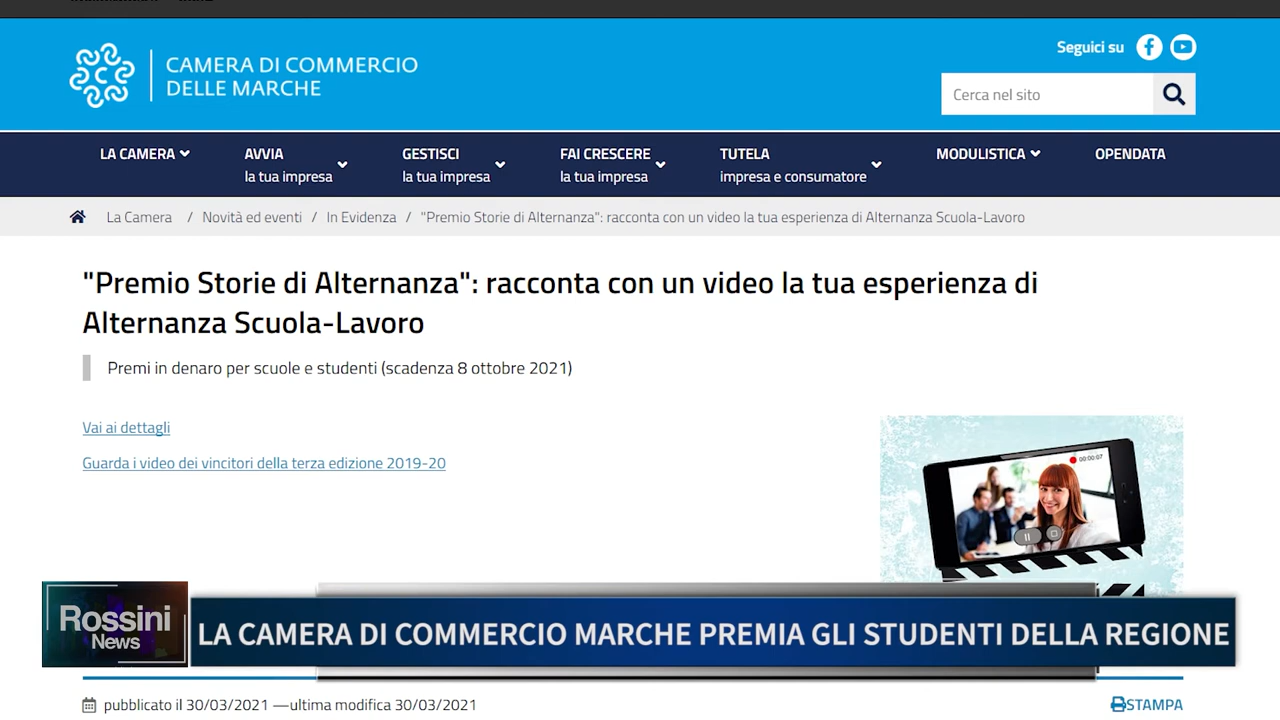 CAMERA DI COMMERCIO
DELLE MARCHE
Seguici su
Cerca nel sito
LA CAMERA
AVVIA
la tua impresa
GESTISCI
la tua impresa
FAI CRESCERE
la tua impresa
TUTELA
impresa e consumatore
MODULISTICA
OPENDATA
La Camera / Novità ed eventi / In Evidenza / "Premio Storie di Alternanza": racconta con un video la tua esperienza di Alternanza Scuola-Lavoro
"Premio Storie di Alternanza": racconta con un video la tua esperienza di
Alternanza Scuola-Lavoro
Premi in denaro per scuole e studenti (scadenza 8 ottobre 2021)
Vai ai dettagli
Guarda i video dei vincitori della terza edizione 2019-20
00:00:07
Rossini
News
LA CAMERA DI COMMERCIO MARCHE PREMIA GLI STUDENTI DELLA REGIONE
pubblicato il 30/03/2021 —ultima modifica 30/03/2021
STAMPA